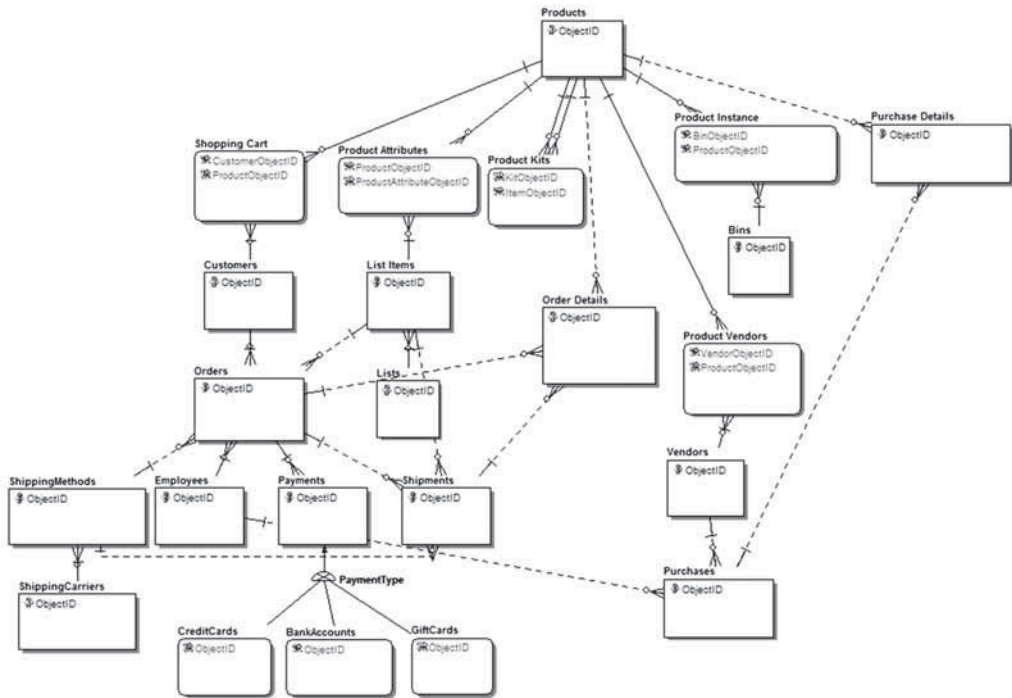 Products
ObjectID
Shopping Cart
CustomerObjectID
ProductObjectID
Product Attributes
ProductObjectID
ProductAttributeObjectID
Product Kits
KitObjectID
ItemObjectID
Product Instance
BinObjectID
ProductObjectID
Purchase Details
ObjectID
Bins
ObjectID
Customers
ObjectID
List Items
ObjectID
Order Details
ObjectID
Product Vendors
VendorObjectID
ProductObjectID
Orders
ObjectID
Lists
ObjectID
Vendors
ObjectID
ShippingMethods
ObjectID
Employees
ObjectID
Payments
ObjectID
Shipments
ObjectID
Purchases
ObjectID
ShippingCarriers
ObjectID
PaymentType
CreditCards
ObjectID
BankAccounts
ObjectID
GiftCards
ObjectID